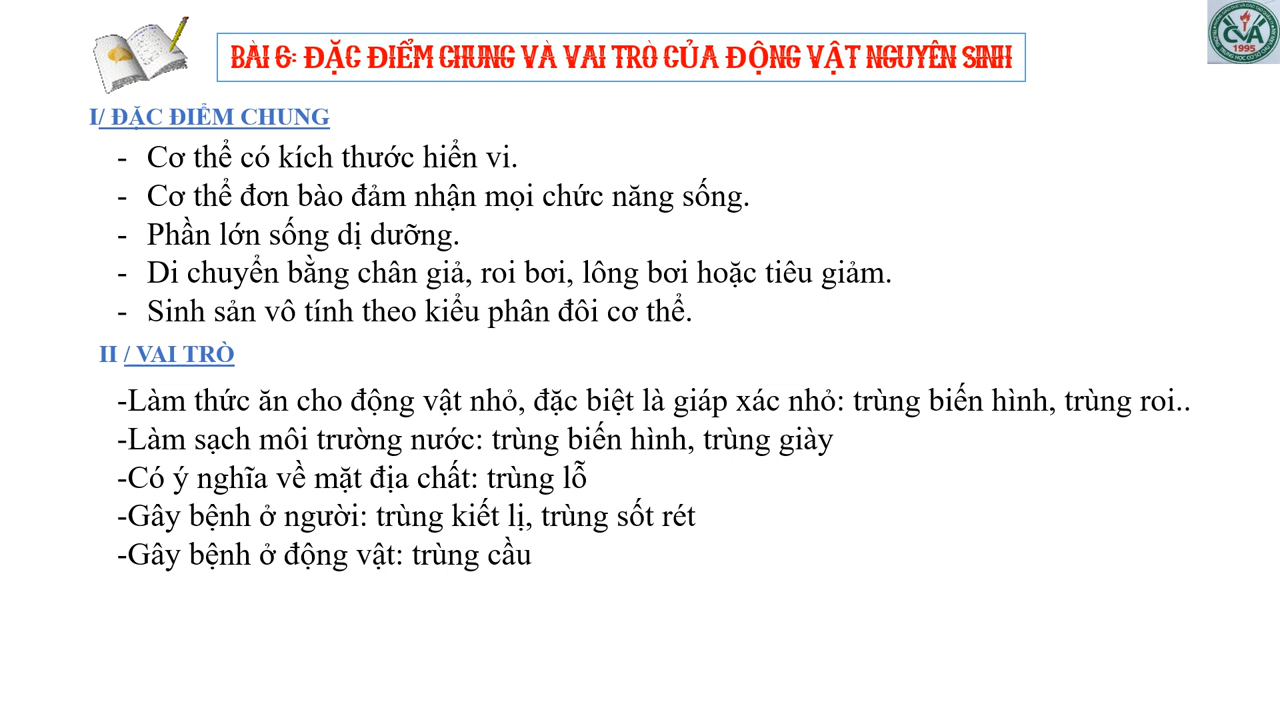 BÀI 6: ĐẶC ĐIỂM CHUNG VÀ VAI TRÒ CỦA ĐỘNG VẬT NGUYÊN SINH
CVA
1995
I/ ĐẶC ĐIỂM CHUNG
- Cơ thể có kích thước hiển vi.
- Cơ thể đơn bào đảm nhận mọi chức năng sống.
- Phần lớn sống dị dưỡng.
- Di chuyển bằng chân giả, roi bơi, lông bơi hoặc tiêu giảm.
- Sinh sản vô tính theo kiểu phân đôi cơ thể.
II / VAI TRÒ
-Làm thức ăn cho động vật nhỏ, đặc biệt là giáp xác nhỏ: trùng biến hình, trùng roi..
-Làm sạch môi trường nước: trùng biến hình, trùng giày
-Có ý nghĩa về mặt địa chất: trùng lỗ
-Gây bệnh ở người: trùng kiết lị, trùng sốt rét
-Gây bệnh ở động vật: trùng cầu